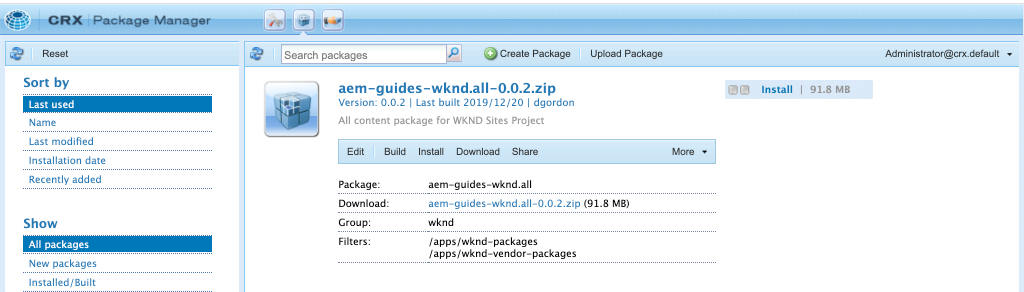 CRX | Package Manager
Reset
Search packages
Create Package
Upload Package
Administrator@crx.default
Sort by
Last used
Name
Last modified
Installation date
Recently added
Show
All packages
New packages
Installed/Built
aem-guides-wknd.all-0.0.2.zip
Version: 0.0.2 | Last built 2019/12/20 | dgordon
All content package for WKND Sites Project
Install | 91.8 MB
Edit Build Install Download Share More
Package: aem-guides-wknd.all
Download: aem-guides-wknd.all-0.0.2.zip (91.8 MB)
Group: wknd
Filters: /apps/wknd-packages
/apps/wknd-vendor-packages